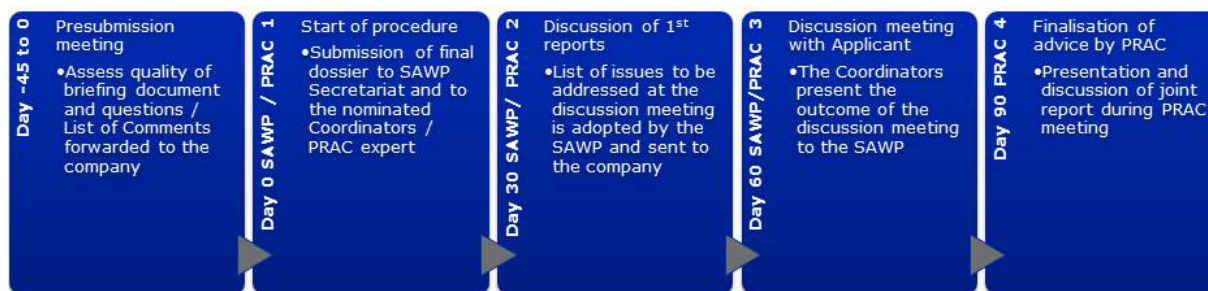 Day -45 to 0
Presubmission
meeting
•Assess quality of
briefing document
and questions /
List of Comments
forwarded to the
company
Day 0 SAWP / PRAC 1
Start of procedure
•Submission of final
dossier to SAWP
Secretariat and to
the nominated
Coordinators /
PRAC expert
Day 30 SAWP/ PRAC 2
Discussion of 1st
reports
•List of issues to be
addressed at the
discussion meeting
is adopted by the
SAWP and sent to
the company
Day 60 SAWP/PRAC 3
Discussion meeting
with Applicant
•The Coordinators
present the
outcome of the
discussion meeting
to the SAWP
Day 90 PRAC 4
Finalisation of
advice by PRAC
•Presentation and
discussion of joint
report during PRAC
meeting